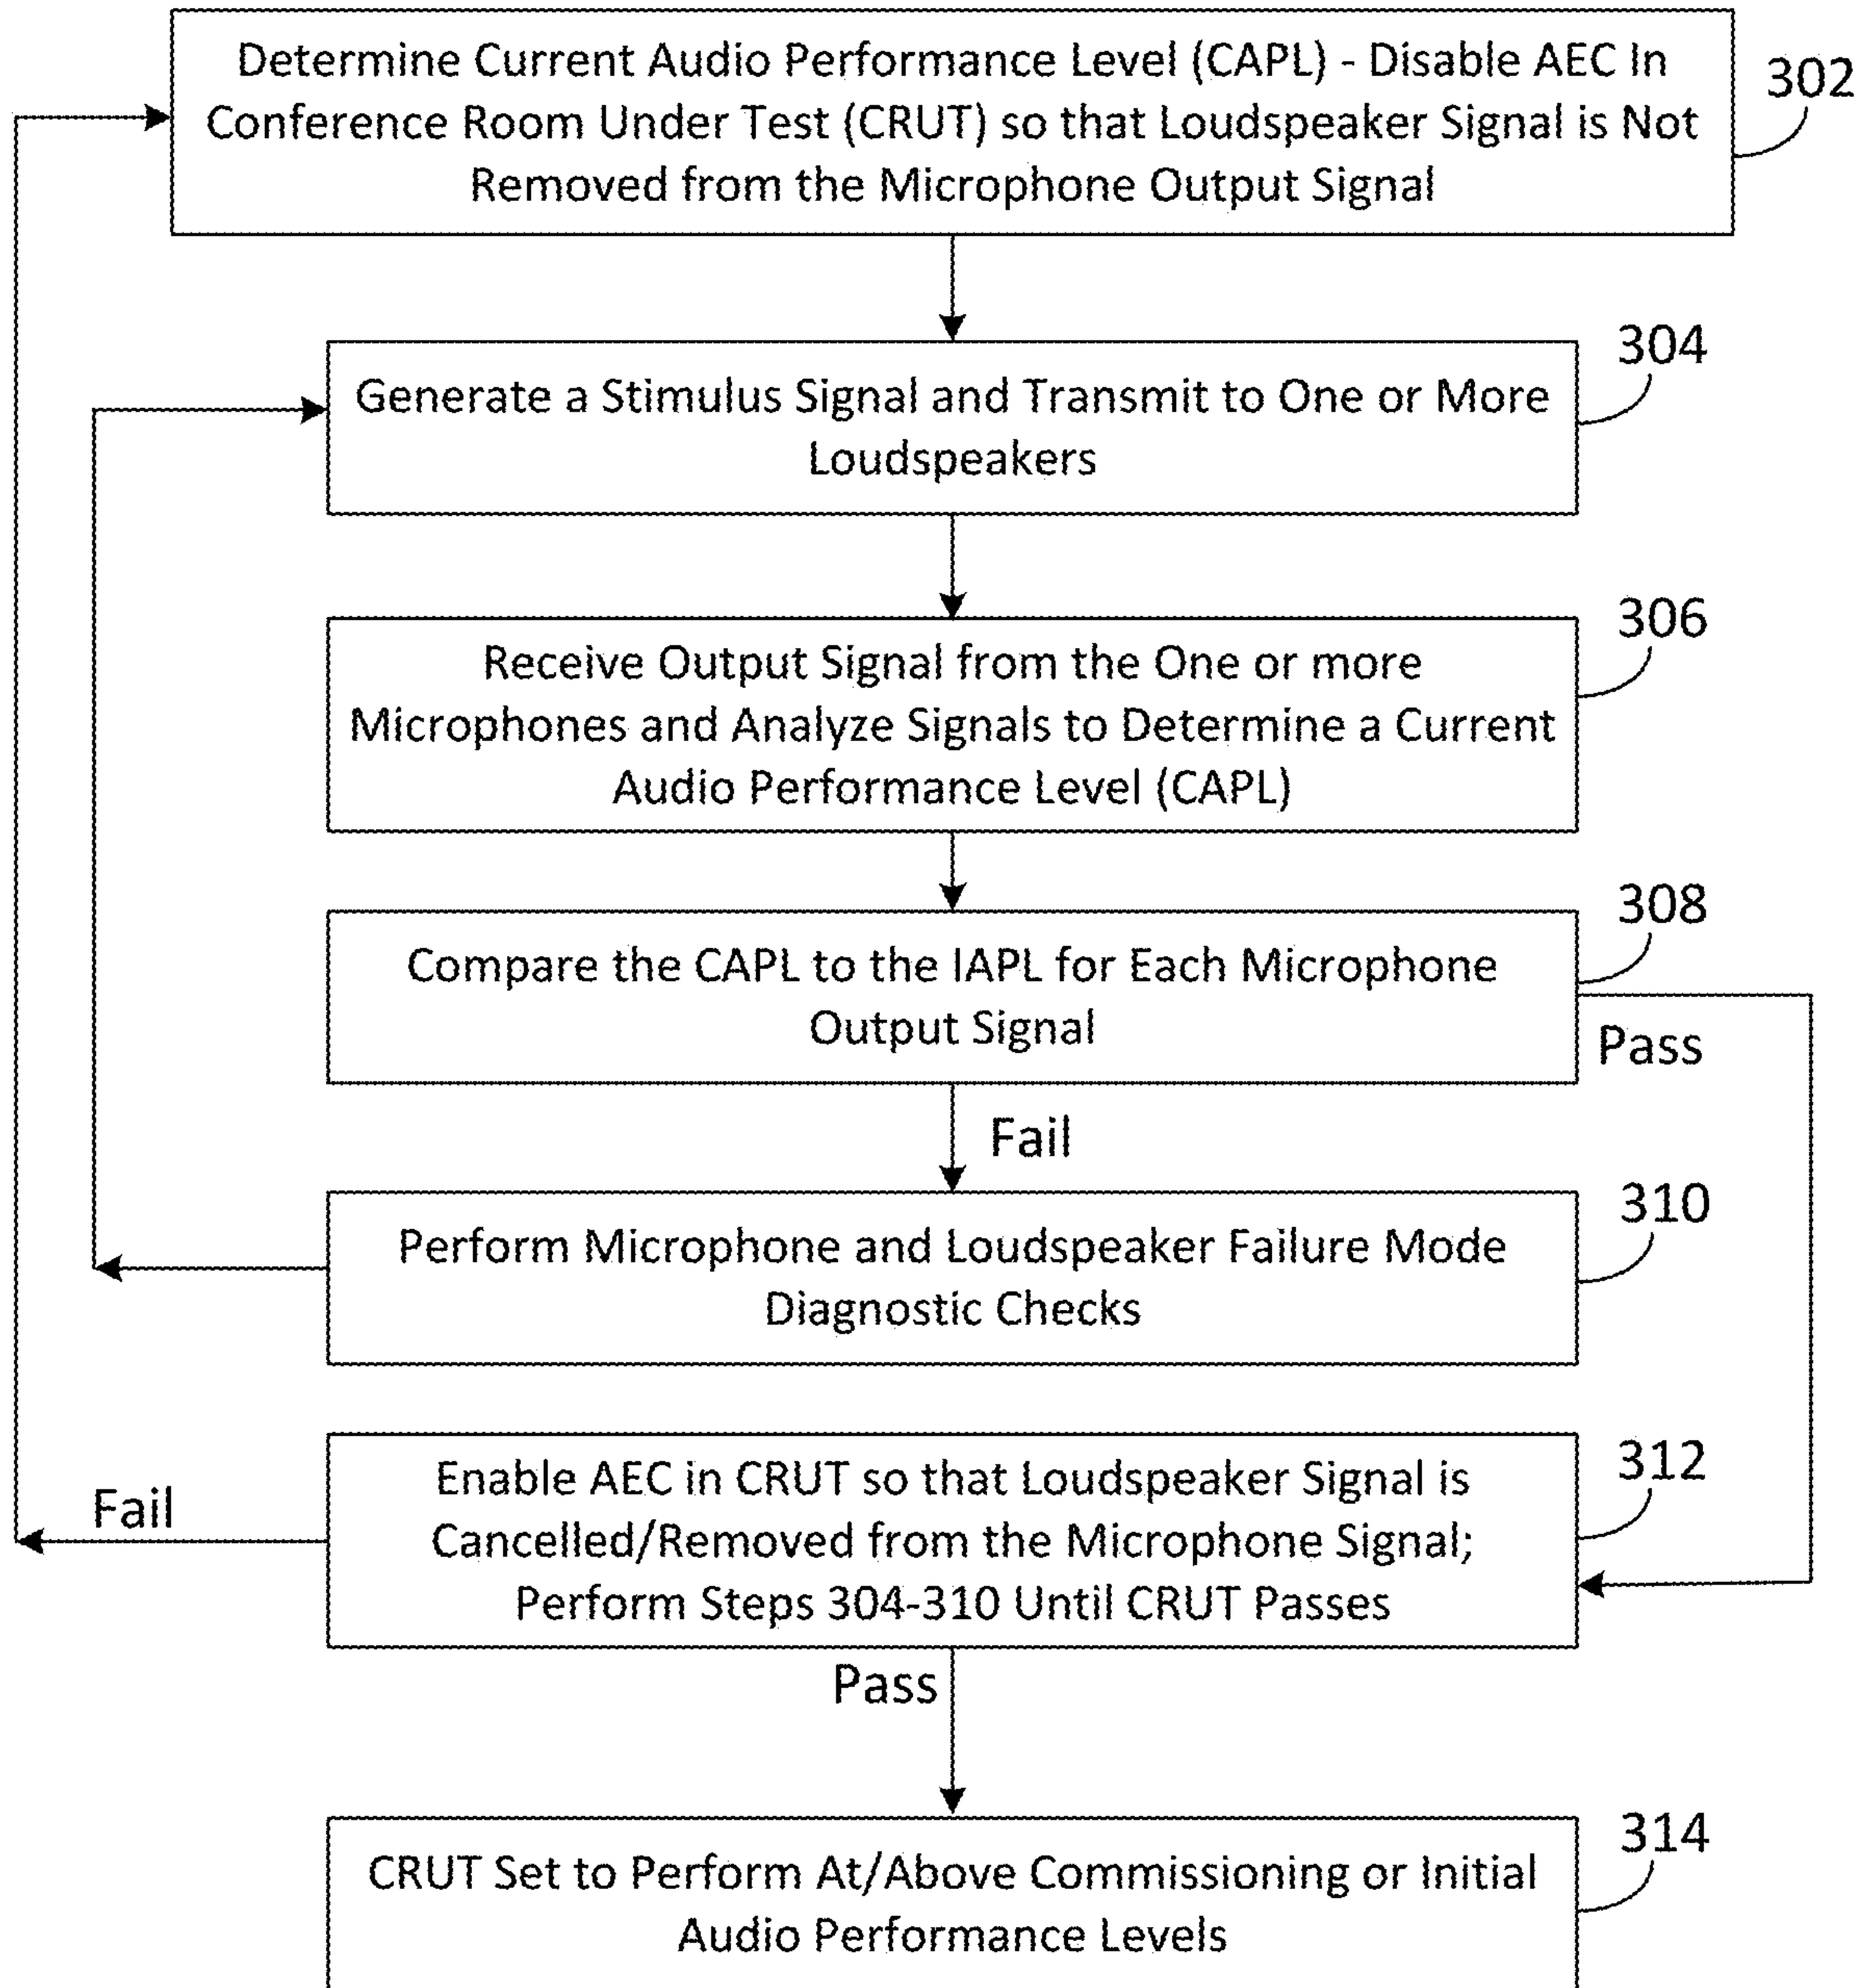 Determine Current Audio Performance Level (CAPL) - Disable AEC In
Conference Room Under Test (CRUT) so that Loudspeaker Signal is Not
Removed from the Microphone Output Signal
302
Generate a Stimulus Signal and Transmit to One or More
Loudspeakers
304
Receive Output Signal from the One or more
Microphones and Analyze Signals to Determine a Current
Audio Performance Level (CAPL)
306
Compare the CAPL to the IAPL for Each Microphone
Output Signal
308
Pass
Fail
Perform Microphone and Loudspeaker Failure Mode
Diagnostic Checks
310
Enable AEC in CRUT so that Loudspeaker Signal is
Cancelled/Removed from the Microphone Signal;
Perform Steps 304-310 Until CRUT Passes
312
Fail
Pass
CRUT Set to Perform At/Above Commissioning or Initial
Audio Performance Levels
314